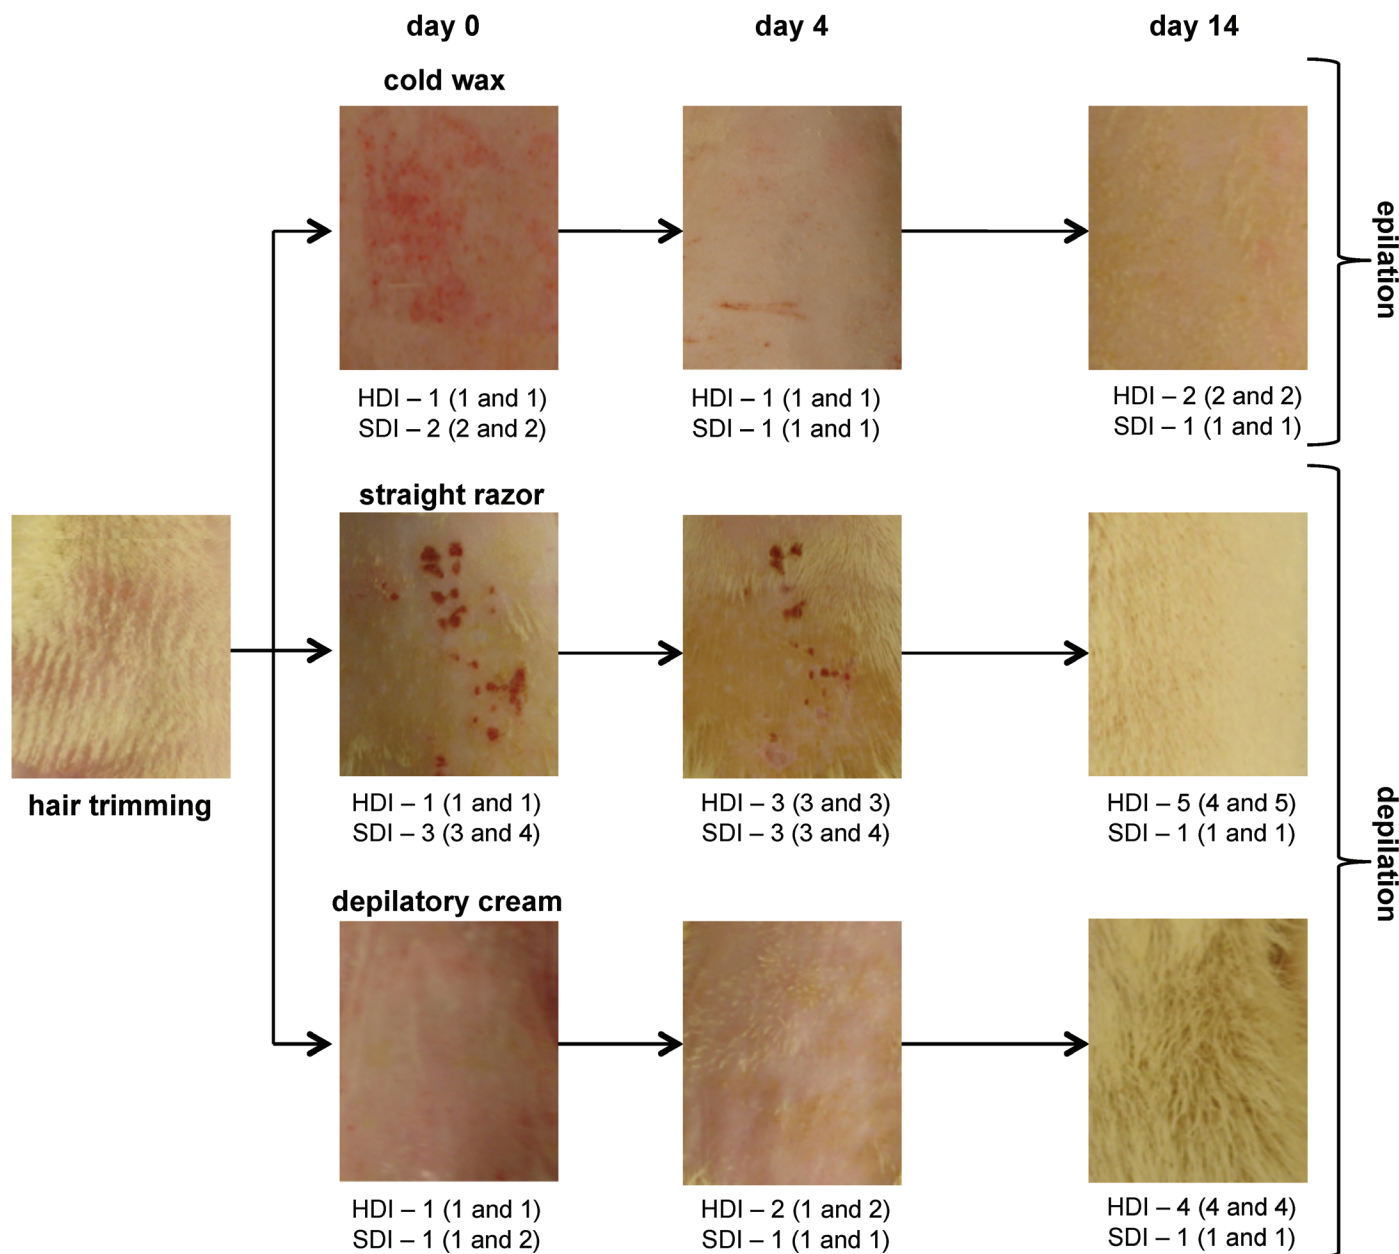 day 0
day 4
day 14
cold wax
HDI – 1 (1 and 1)
SDI – 2 (2 and 2)
HDI – 1 (1 and 1)
SDI – 1 (1 and 1)
HDI – 2 (2 and 2)
SDI – 1 (1 and 1)
epilation
straight razor
hair trimming
HDI – 1 (1 and 1)
SDI – 3 (3 and 4)
HDI – 3 (3 and 3)
SDI – 3 (3 and 4)
HDI – 5 (4 and 5)
SDI – 1 (1 and 1)
depilation
depilatory cream
HDI – 1 (1 and 1)
SDI – 1 (1 and 2)
HDI – 2 (1 and 2)
SDI – 1 (1 and 1)
HDI – 4 (4 and 4)
SDI – 1 (1 and 1)